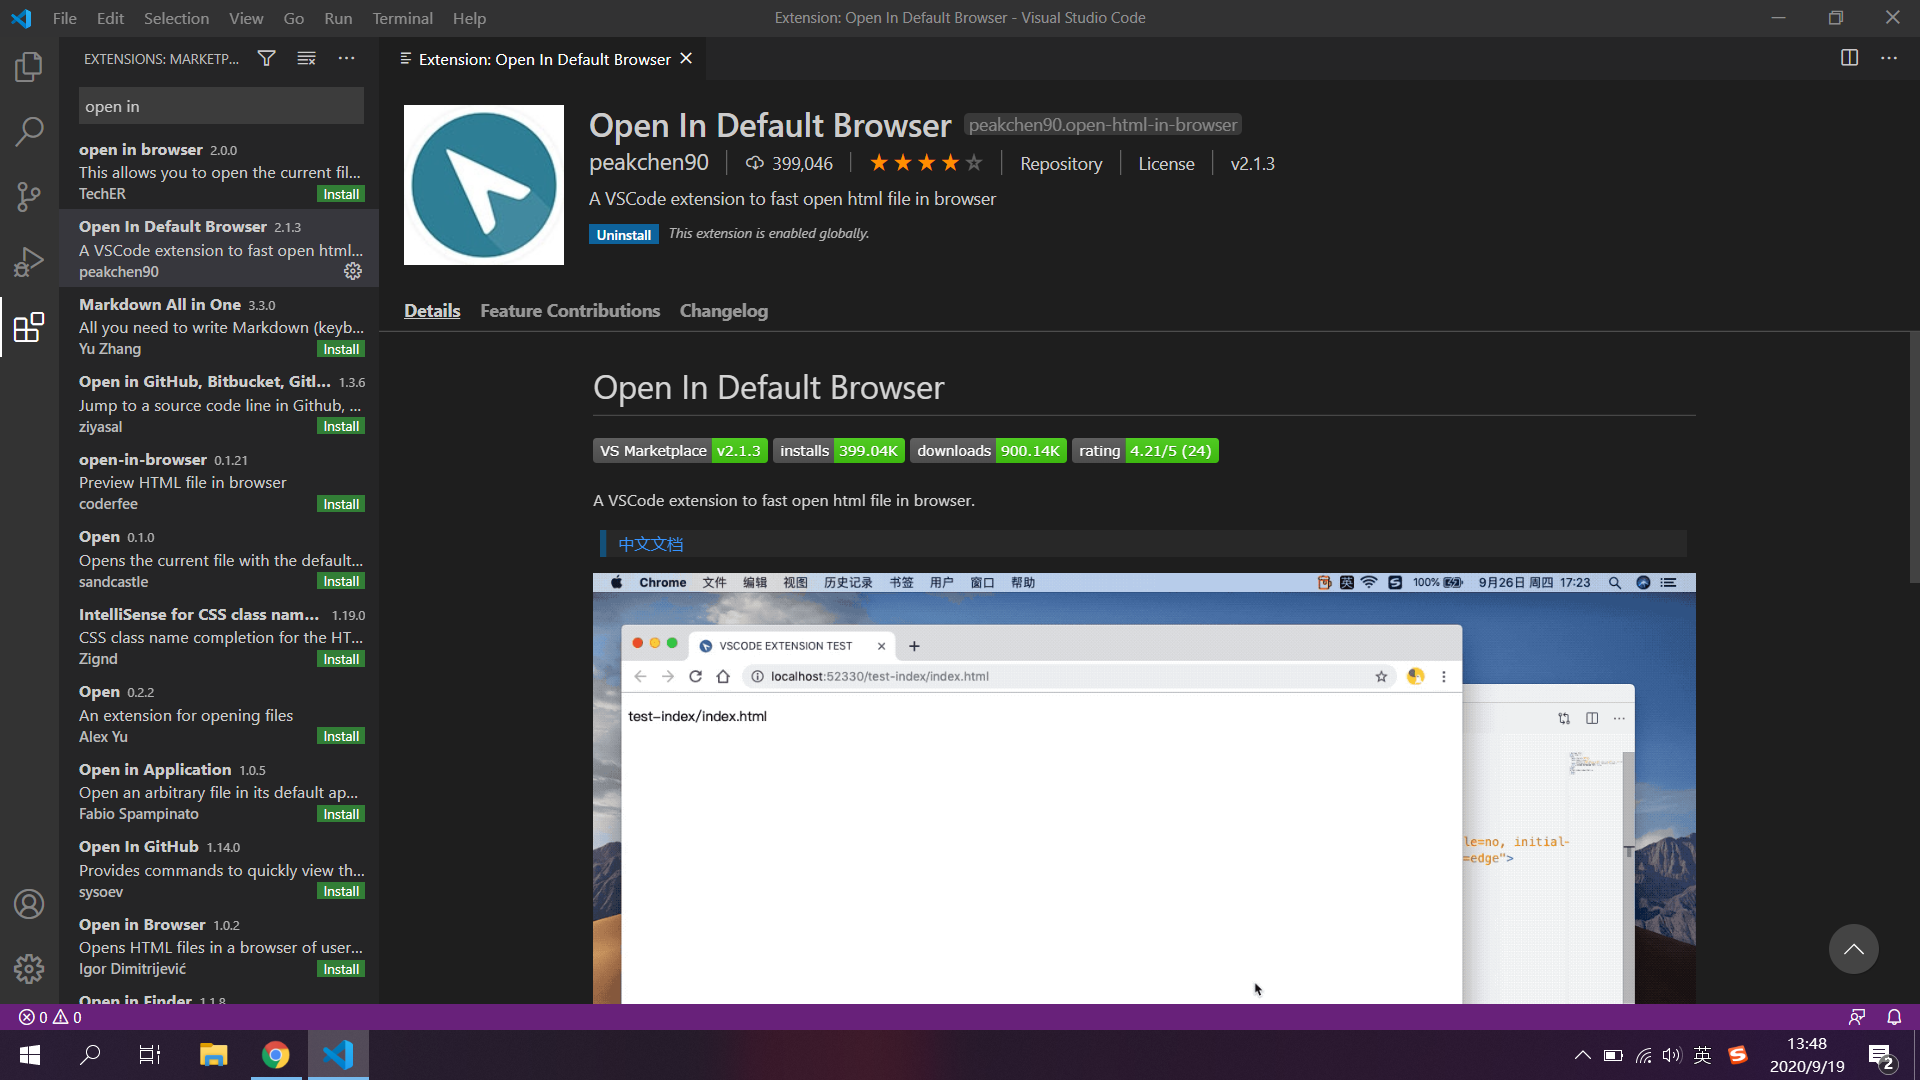 File Edit Selection View Go Run Terminal Help
Extension: Open In Default Browser - Visual Studio Code
EXTENSIONS: MARKETP...
open in
open in browser 2.0.0
This allows you to open the current fil...
TechER Install
Open In Default Browser 2.1.3
A VSCode extension to fast open html...
peakchen90
Markdown All in One 3.3.0
All you need to write Markdown (keyb...
Yu Zhang Install
Open in GitHub, Bitbucket, Gitl... 1.3.6
Jump to a source code line in Github, ...
ziyasal Install
open-in-browser 0.1.21
Preview HTML file in browser
coderfee Install
Open 0.1.0
Opens the current file with the default...
sandcastle Install
IntelliSense for CSS class nam... 1.19.0
CSS class name completion for the HT...
Zignd Install
Open 0.2.2
An extension for opening files
Alex Yu Install
Open in Application 1.0.5
Open an arbitrary file in its default ap...
Fabio Spampinato Install
Open In GitHub 1.14.0
Provides commands to quickly view th...
sysoev Install
Open in Browser 1.0.2
Opens HTML files in a browser of user...
Igor Dimitrijević Install
Open in Finder 1.1.8
Extension: Open In Default Browser
Open In Default Browser peakchen90.open-html-in-browser
peakchen90 399,046 Repository License v2.1.3
A VSCode extension to fast open html file in browser
Uninstall This extension is enabled globally.
Details Feature Contributions Changelog
Open In Default Browser
VS Marketplace v2.1.3 installs 399.04K downloads 900.14K rating 4.21/5 (24)
A VSCode extension to fast open html file in browser.
中文文档
Chrome 文件 编辑 视图 历史记录 书签 用户 窗口 帮助 英 100% 9月26日 周四 17:23
VSCODE EXTENSION TEST
localhost:52330/test-index/index.html
test-index/index.html
le=no, initial-
=edge">
0 0
英 13:48
2020/9/19
2